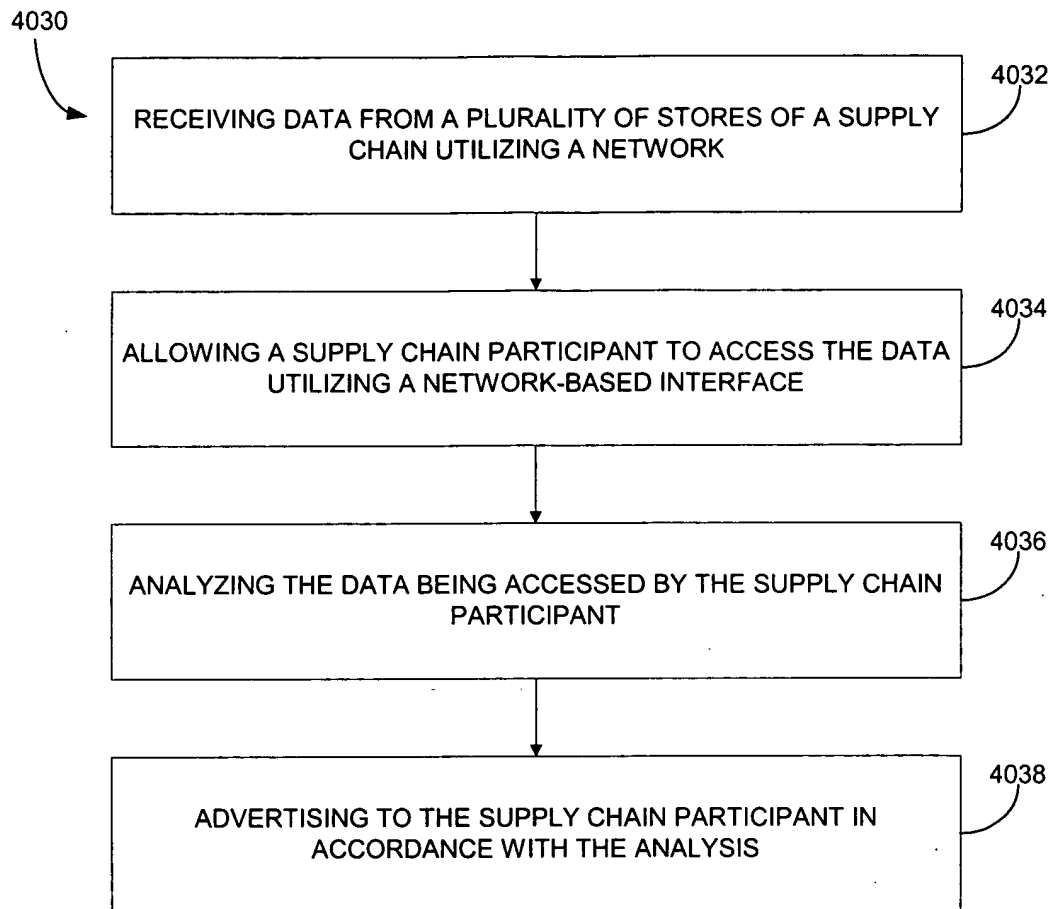 4030
4032
RECEIVING DATA FROM A PLURALITY OF STORES OF A SUPPLY
CHAIN UTILIZING A NETWORK
4034
ALLOWING A SUPPLY CHAIN PARTICIPANT TO ACCESS THE DATA
UTILIZING A NETWORK-BASED INTERFACE
4036
ANALYZING THE DATA BEING ACCESSED BY THE SUPPLY CHAIN
PARTICIPANT
4038
ADVERTISING TO THE SUPPLY CHAIN PARTICIPANT IN
ACCORDANCE WITH THE ANALYSIS